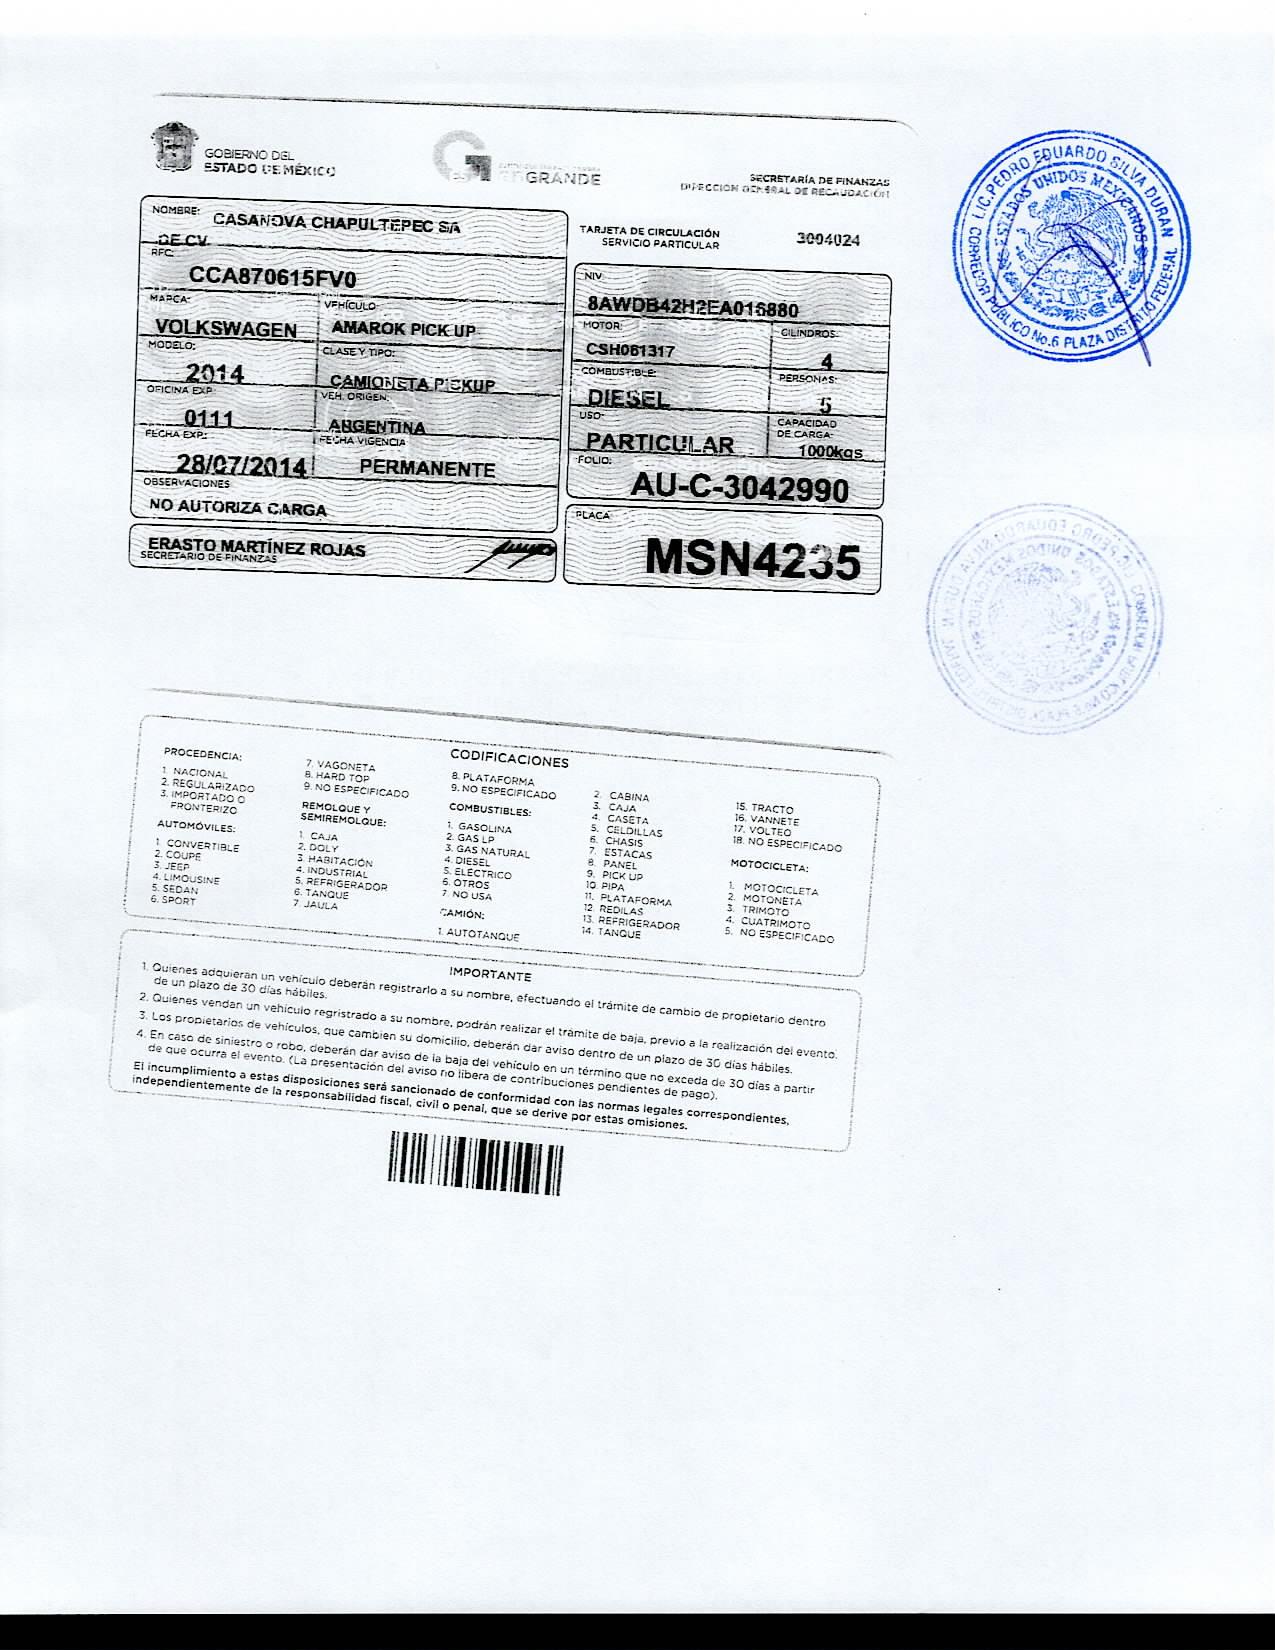 GOBIERNO DEL
ESTADO DE MÉXICO
GRANDE
SECRETARÍA DE FINANZAS
DIRECCIÓN GENERAL DE RECAUDACIÓN
TARJETA DE CIRCULACIÓN
SERVICIO PARTICULAR
3004024
NOMBRE: CASANOVA CHAPULTEPEC SA
DE CV
RFC:
CCA870615FV0
MARCA:
VOLKSWAGEN
VEHÍCULO:
AMAROK PICK UP
MODELO:
2014
CLASE Y TIPO:
CAMIONETA PICKUP
OFICINA EXP:
0111
VEH. ORIGEN:
ARGENTINA
FECHA EXP.:
28/07/2014
FECHA VIGENCIA
PERMANENTE
OBSERVACIONES
NO AUTORIZA CARGA
ERASTO MARTÍNEZ ROJAS
SECRETARIO DE FINANZAS
NIV:
8AWDB42H2EA016880
MOTOR:
CSH061317
CILINDROS:
4
COMBUSTIBLE:
DIESEL
PERSONAS:
5
USO:
PARTICULAR
CAPACIDAD
DE CARGA:
1000kgs
FOLIO:
AU-C-3042990
PLACA:
MSN4235
LIC. PEDRO EDUARDO SILVA DURAN
CORREDOR PUBLICO No.6 PLAZA DISTRITO FEDERAL
ESTADOS UNIDOS MEXICANOS
CODIFICACIONES
PROCEDENCIA:
1. NACIONAL
2. REGULARIZADO
3. IMPORTADO O
FRONTERIZO
AUTOMÓVILES:
1. CONVERTIBLE
2. COUPE
3. JEEP
4. LIMOUSINE
5. SEDAN
6. SPORT
7. VAGONETA
8. HARD TOP
9. NO ESPECIFICADO
REMOLQUE Y
SEMIREMOLQUE:
1. CAJA
2. DOLY
3. HABITACIÓN
4. INDUSTRIAL
5. REFRIGERADOR
6. TANQUE
7. JAULA
8. PLATAFORMA
9. NO ESPECIFICADO
COMBUSTIBLES:
1. GASOLINA
2. GAS LP
3. GAS NATURAL
4. DIESEL
5. ELECTRICO
6. OTROS
7. NO USA
CAMIÓN:
1. AUTOTANQUE
2. CABINA
3. CAJA
4. CASETA
5. CELDILLAS
6. CHASIS
7. ESTACAS
8. PANEL
9. PICK UP
10. PIPA
11. PLATAFORMA
12. REDILAS
13. REFRIGERADOR
14. TANQUE
15. TRACTO
16. VANNETE
17. VOLTEO
18. NO ESPECIFICADO
MOTOCICLETA:
1. MOTOCICLETA
2. MOTONETA
3. TRIMOTO
4. CUATRIMOTO
5. NO ESPECIFICADO
IMPORTANTE
1. Quienes adquieran un vehículo deberán registrarlo a su nombre, efectuando el trámite de cambio de propietario dentro
de un plazo de 30 días hábiles.
2. Quienes vendan un vehículo regristrado a su nombre, podrán realizar el trámite de baja, previo a la realización del evento.
3. Los propietarios de vehículos, que cambien su domicilio, deberán dar aviso dentro de un plazo de 30 días hábiles.
4. En caso de siniestro o robo, deberán dar aviso de la baja del vehículo en un término que no exceda de 30 días a partir
de que ocurra el evento. (La presentación del aviso no libera de contribuciones pendientes de pago).
El incumplimiento a estas disposiciones será sancionado de conformidad con las normas legales correspondientes,
independientemente de la responsabilidad fiscal, civil o penal, que se derive por estas omisiones.